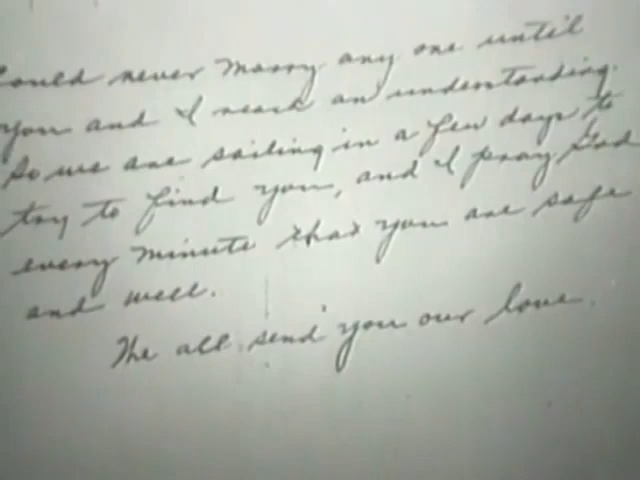 could never marry any one until
you and I reach an understanding.
So we are sailing in a few days to
try to find you, and I pray God
every minute that you are safe
and well.
The all send you our love.